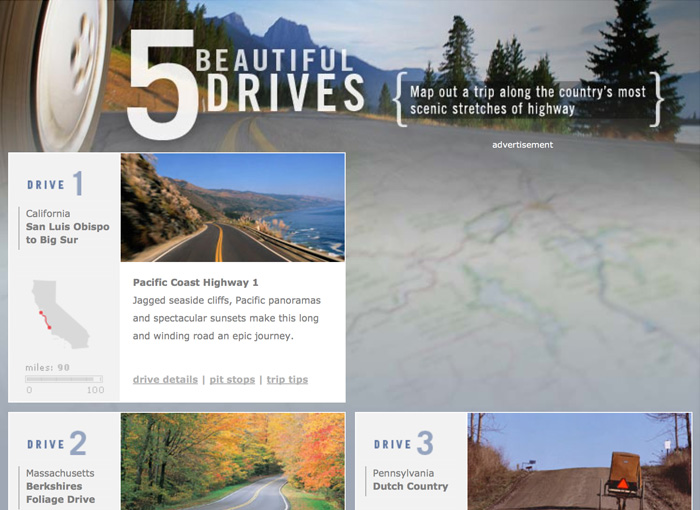 5 BEAUTIFUL
DRIVES
{ Map out a trip along the country's most
scenic stretches of highway }
advertisement
DRIVE 1
California
San Luis Obispo
to Big Sur
miles: 90
0 100
Pacific Coast Highway 1
Jagged seaside cliffs, Pacific panoramas
and spectacular sunsets make this long
and winding road an epic journey.
drive details | pit stops | trip tips
DRIVE 2
Massachusetts
Berkshires
Foliage Drive
DRIVE 3
Pennsylvania
Dutch Country